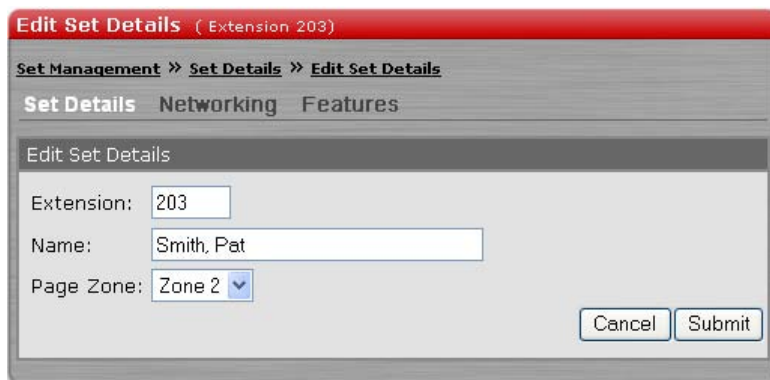 Edit Set Details ( Extension 203)
Set Management » Set Details » Edit Set Details
Set Details Networking Features
Edit Set Details
Extension: 203
Name: Smith, Pat
Page Zone: Zone 2
Cancel Submit